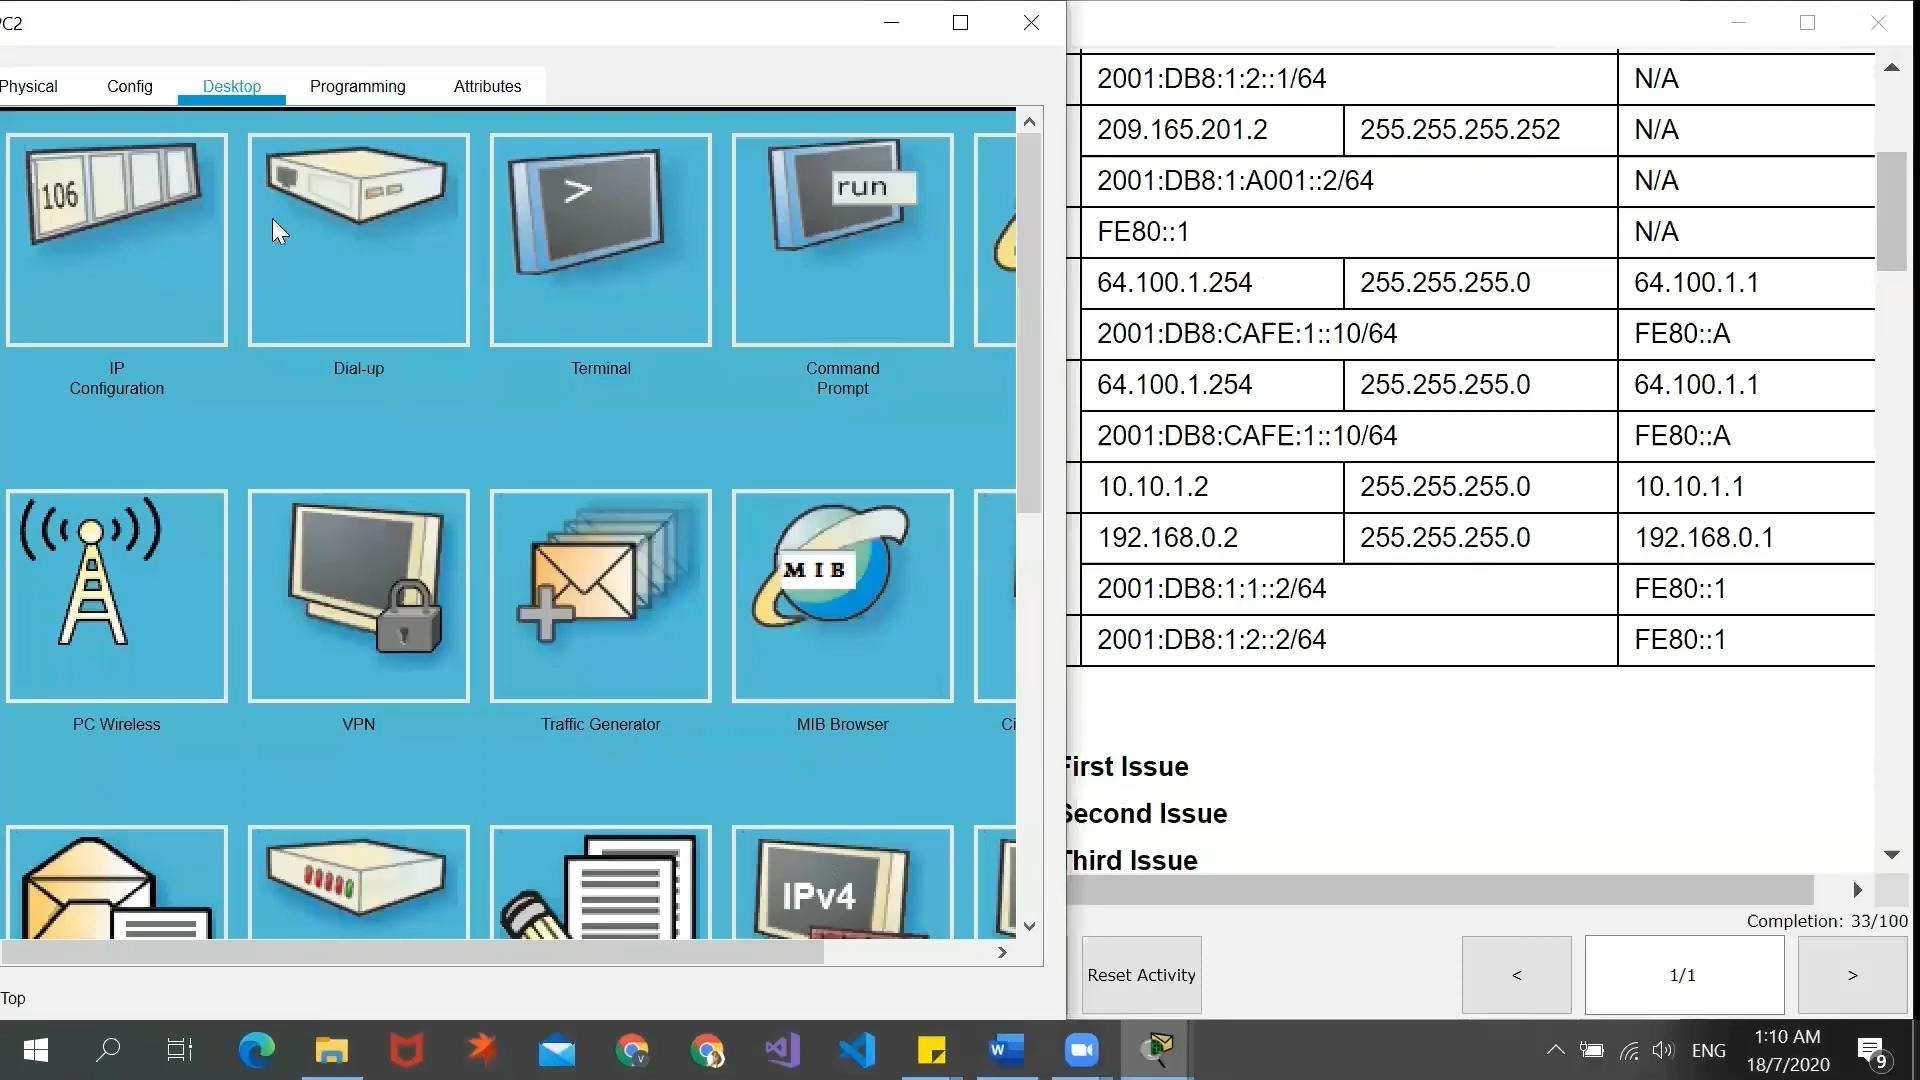 PC2
Physical Config Desktop Programming Attributes
106
>
run
IP
Configuration
Dial-up
Terminal
Command
Prompt
MIB
PC Wireless
VPN
Traffic Generator
MIB Browser
IPv4
Top
2001:DB8:1:2::1/64 N/A
209.165.201.2 255.255.255.252 N/A
2001:DB8:1:A001::2/64 N/A
FE80::1 N/A
64.100.1.254 255.255.255.0 64.100.1.1
2001:DB8:CAFE:1::10/64 FE80::A
64.100.1.254 255.255.255.0 64.100.1.1
2001:DB8:CAFE:1::10/64 FE80::A
10.10.1.2 255.255.255.0 10.10.1.1
192.168.0.2 255.255.255.0 192.168.0.1
2001:DB8:1:1::2/64 FE80::1
2001:DB8:1:2::2/64 FE80::1
First Issue
Second Issue
Third Issue
Completion: 33/100
Reset Activity < 1/1 >
ENG
1:10 AM
18/7/2020
9